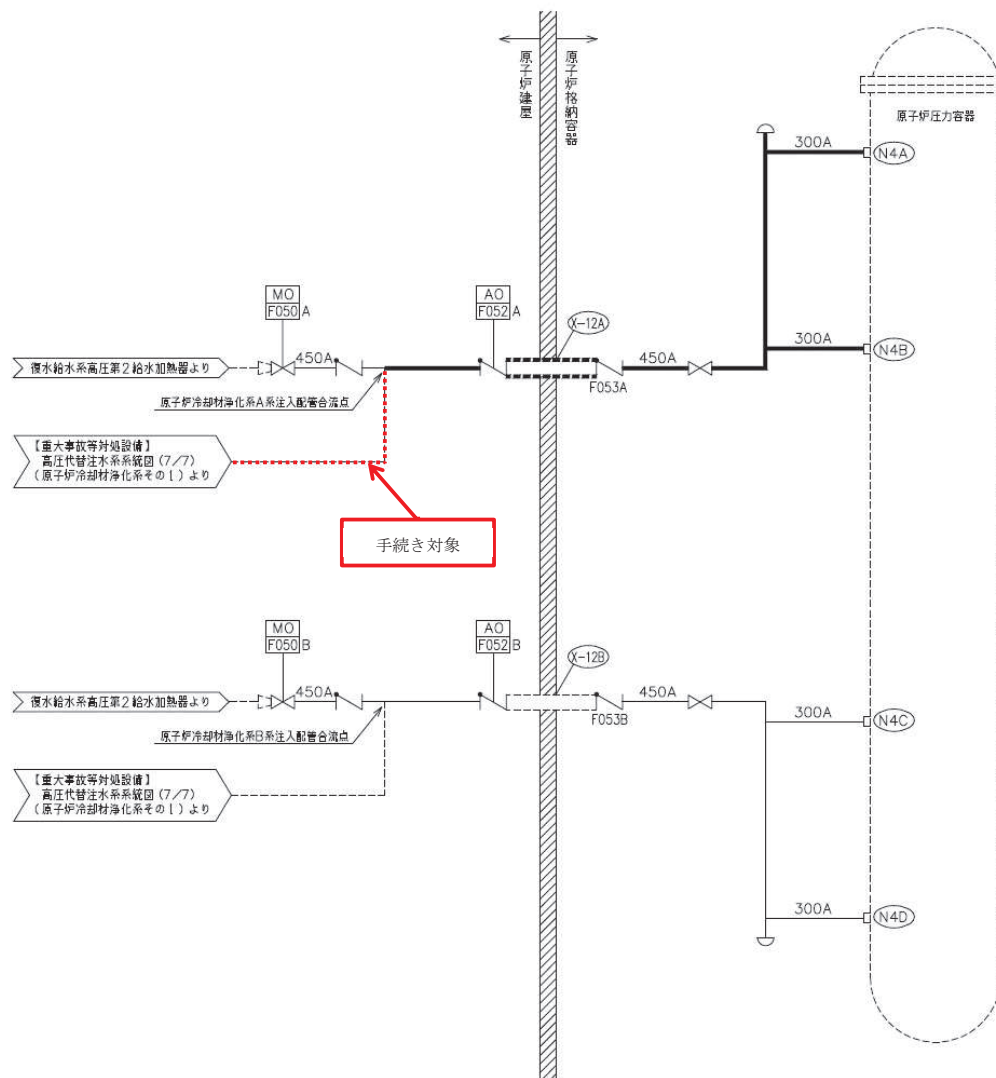 原子炉建屋
原子炉格納容器
原子炉圧力容器
300A
N4A
MO
F050 A
AO
F052 A
X-12A
300A
N4B
復水給水系高圧第2給水加熱器より
450A
450A
F053A
原子炉冷却材浄化系A系注入配管合流点
【重大事故等対処設備】
高圧代替注水系系統図(7/7)
(原子炉冷却材浄化系その1)より
手続き対象
MO
F050 B
AO
F052 B
X-12B
復水給水系高圧第2給水加熱器より
450A
450A
F053B
300A
N4C
原子炉冷却材浄化系B系注入配管合流点
【重大事故等対処設備】
高圧代替注水系系統図(7/7)
(原子炉冷却材浄化系その1)より
300A
N4D